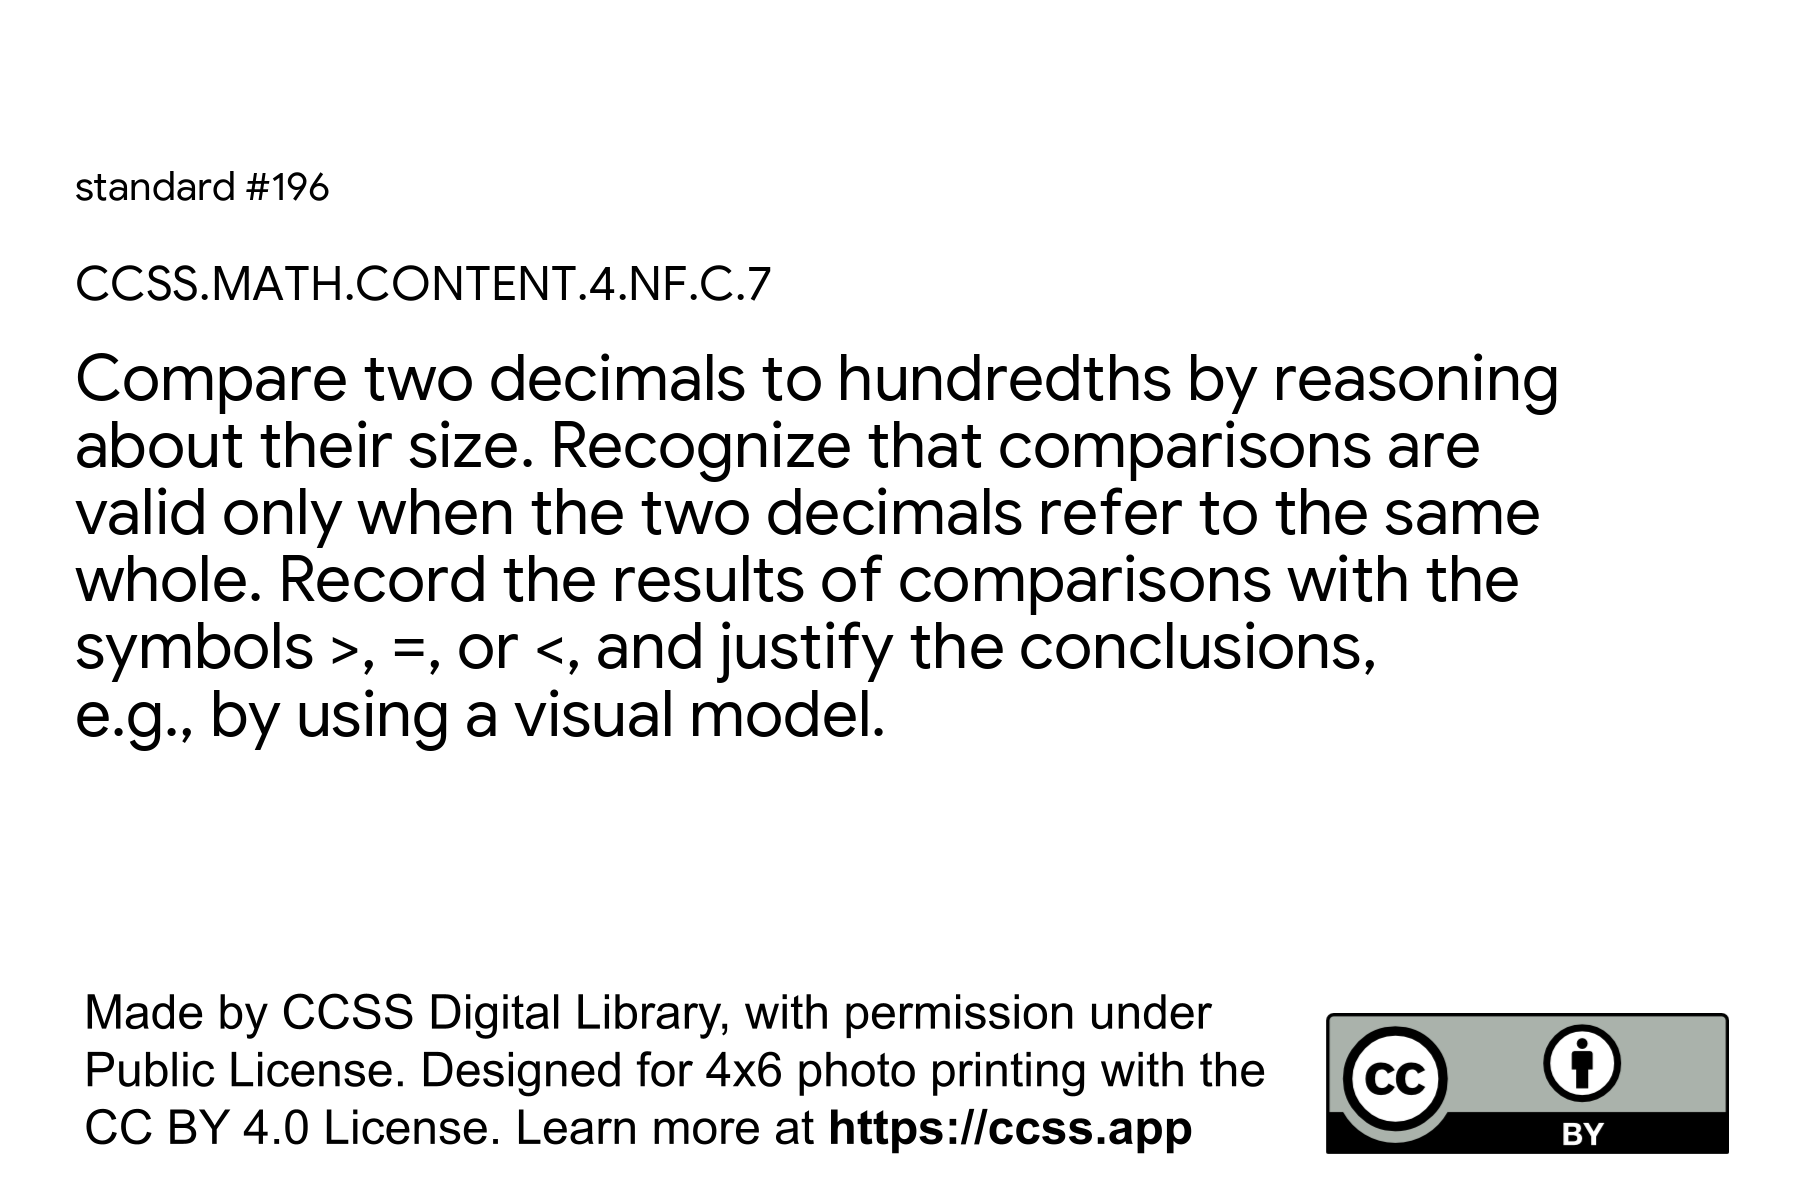 standard #196
CCSS.MATH.CONTENT.4.NF.C.7
Compare two decimals to hundredths by reasoning
about their size. Recognize that comparisons are
valid only when the two decimals refer to the same
whole. Record the results of comparisons with the
symbols >, =, or <, and justify the conclusions,
e.g., by using a visual model.
Made by CCSS Digital Library, with permission under
Public License. Designed for 4x6 photo printing with the
CC BY 4.0 License. Learn more at https://ccss.app
CC
BY